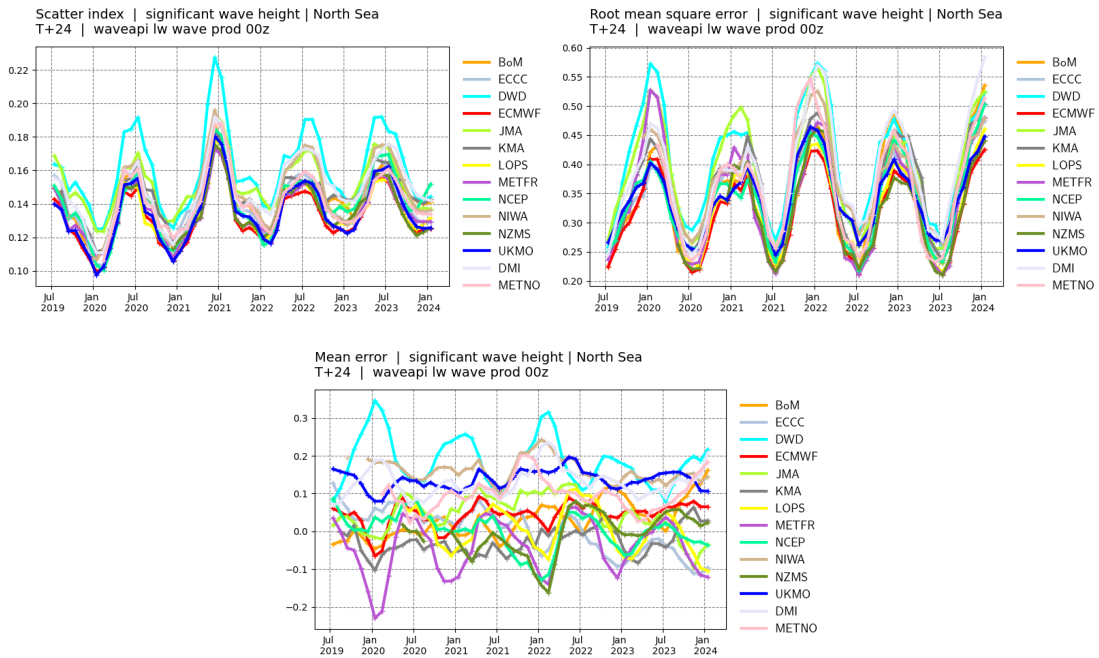 Scatter index | significant wave height | North Sea
T+24 | waveapi lw wave prod 00z
0.22
0.20
0.18
0.16
0.14
0.12
0.10
Jul 2019
Jan 2020
Jul 2020
Jan 2021
Jul 2021
Jan 2022
Jul 2022
Jan 2023
Jul 2023
Jan 2024
BoM
ECCC
DWD
ECMWF
JMA
KMA
LOPS
METFR
NCEP
NIWA
NZMS
UKMO
DMI
METNO
Root mean square error | significant wave height | North Sea
T+24 | waveapi lw wave prod 00z
0.60
0.55
0.50
0.45
0.40
0.35
0.30
0.25
0.20
Jul 2019
Jan 2020
Jul 2020
Jan 2021
Jul 2021
Jan 2022
Jul 2022
Jan 2023
Jul 2023
Jan 2024
BoM
ECCC
DWD
ECMWF
JMA
KMA
LOPS
METFR
NCEP
NIWA
NZMS
UKMO
DMI
METNO
Mean error | significant wave height | North Sea
T+24 | waveapi lw wave prod 00z
0.3
0.2
0.1
0.0
−0.1
−0.2
Jul 2019
Jan 2020
Jul 2020
Jan 2021
Jul 2021
Jan 2022
Jul 2022
Jan 2023
Jul 2023
Jan 2024
BoM
ECCC
DWD
ECMWF
JMA
KMA
LOPS
METFR
NCEP
NIWA
NZMS
UKMO
DMI
METNO